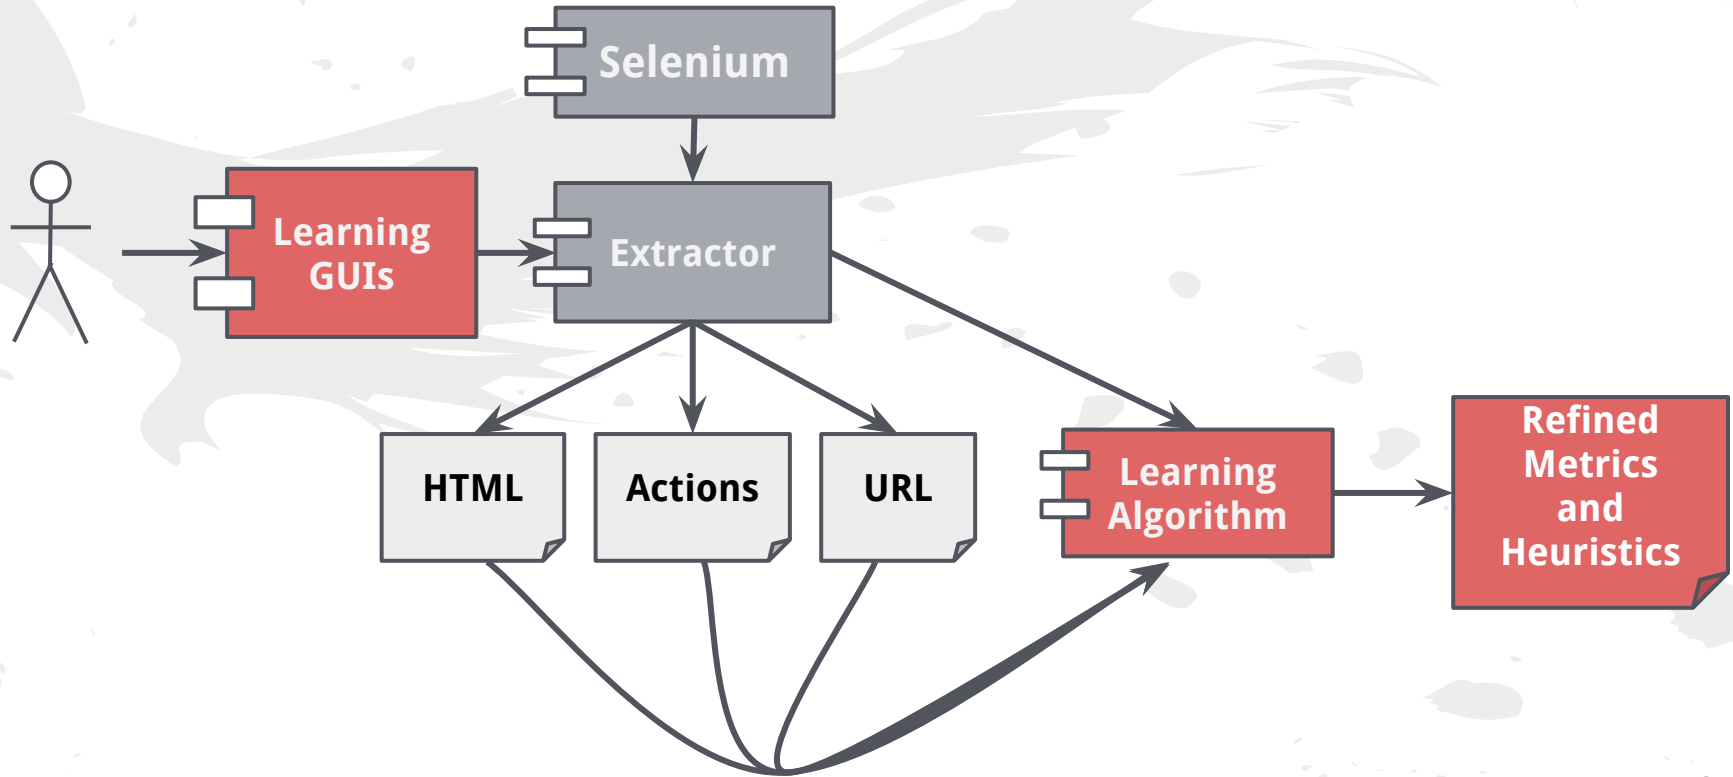 Selenium
Learning
GUIs
Extractor
HTML
Actions
URL
Learning
Algorithm
Refined
Metrics
and
Heuristics